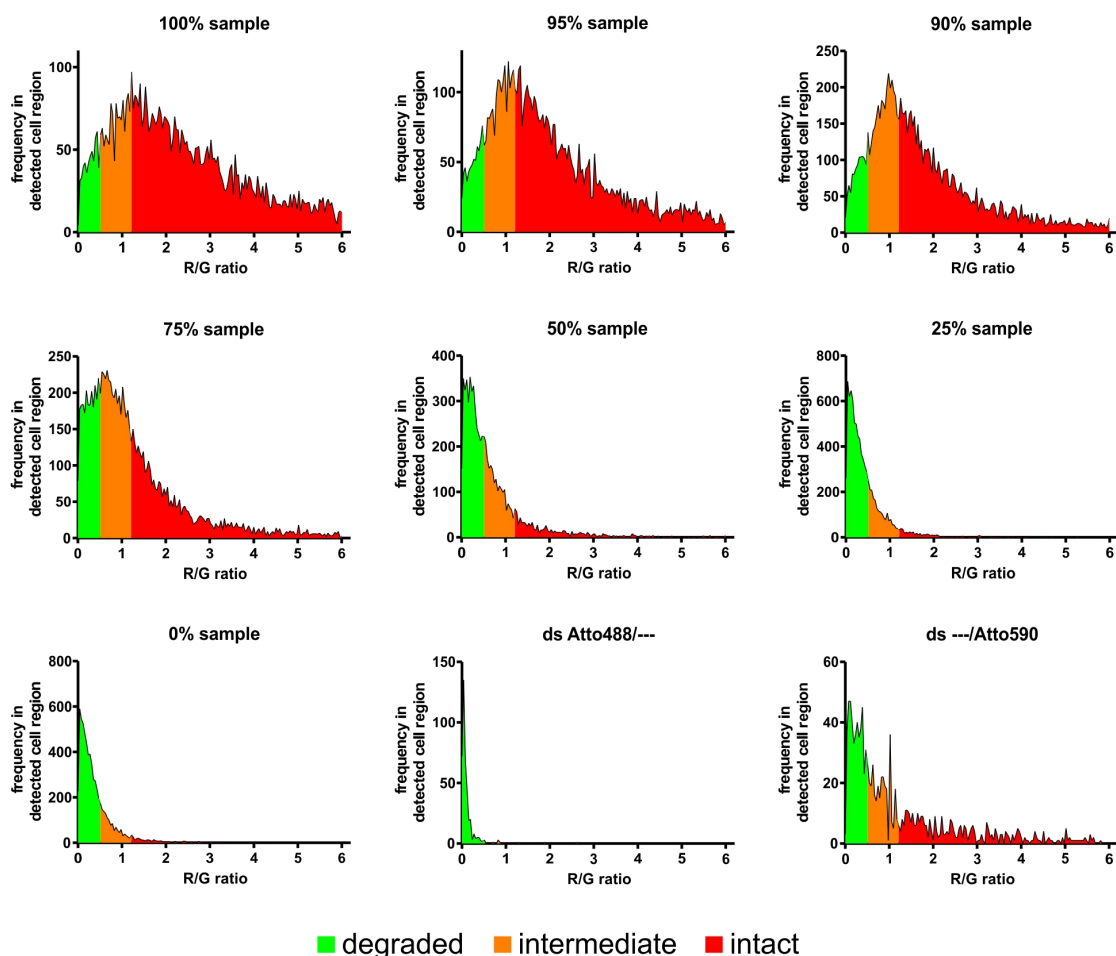 100% sample
95% sample
90% sample
frequency in
detected cell region
100
50
0
0 1 2 3 4 5 6
R/G ratio
frequency in
detected cell region
100
50
0
0 1 2 3 4 5 6
R/G ratio
frequency in
detected cell region
250
200
150
100
50
0
0 1 2 3 4 5 6
R/G ratio
75% sample
50% sample
25% sample
frequency in
detected cell region
250
200
150
100
50
0
0 1 2 3 4 5 6
R/G ratio
frequency in
detected cell region
400
300
200
100
0
0 1 2 3 4 5 6
R/G ratio
frequency in
detected cell region
800
600
400
200
0
0 1 2 3 4 5 6
R/G ratio
0% sample
ds Atto488/---
ds ---/Atto590
frequency in
detected cell region
800
600
400
200
0
0 1 2 3 4 5 6
R/G ratio
frequency in
detected cell region
150
100
50
0
0 1 2 3 4 5 6
R/G ratio
frequency in
detected cell region
60
40
20
0
0 1 2 3 4 5 6
R/G ratio
degraded intermediate intact